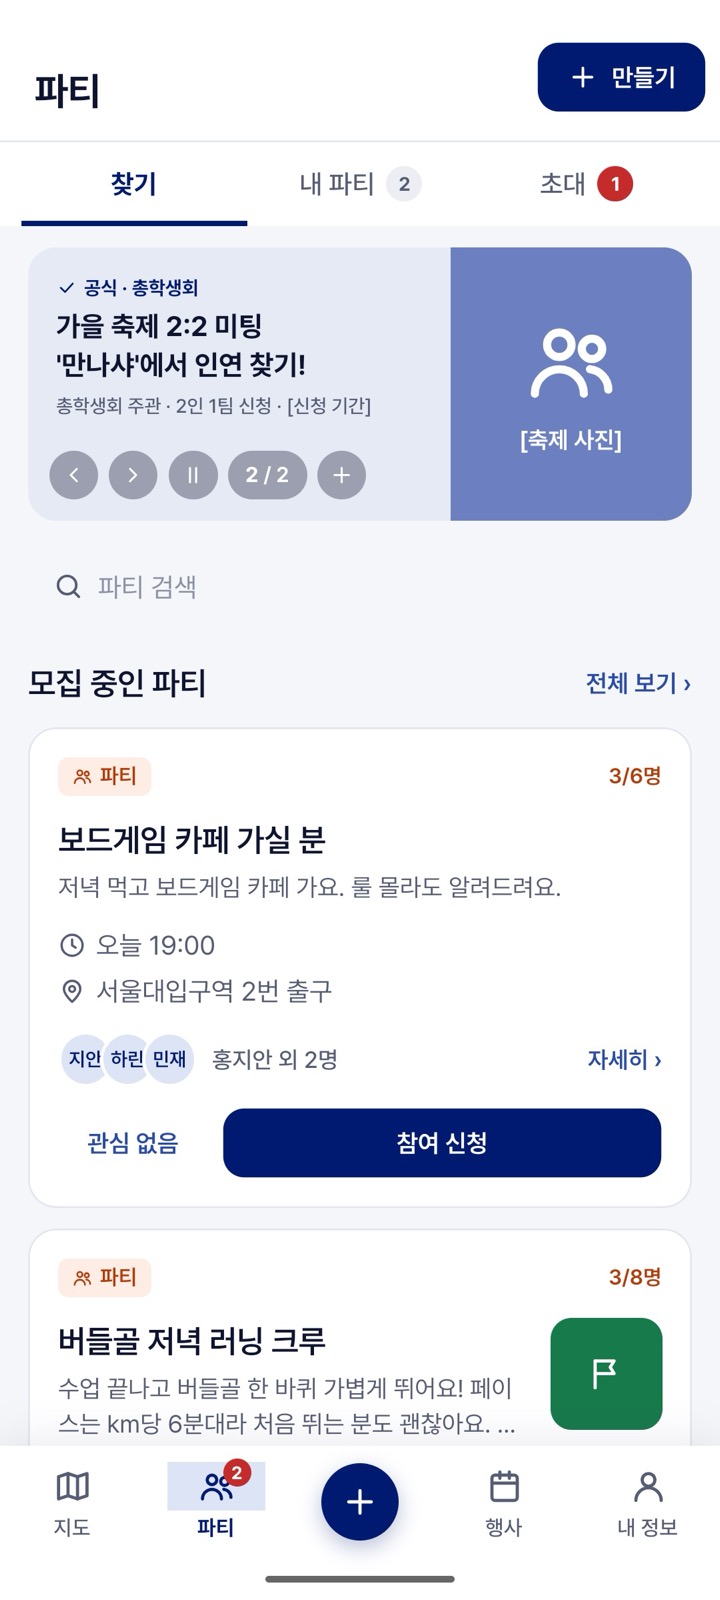 파티
만들기
찾기
내 파티 2
초대 1
공식 · 총학생회
가을 축제 2:2 미팅
'만나샤'에서 인연 찾기!
총학생회 주관 · 2인 1팀 신청 · [신청 기간]
2 / 2
[축제 사진]
파티 검색
모집 중인 파티
전체 보기 ›
파티
3/6명
보드게임 카페 가실 분
저녁 먹고 보드게임 카페 가요. 룰 몰라도 알려드려요.
오늘 19:00
서울대입구역 2번 출구
지안 하린 민재 홍지안 외 2명
자세히 ›
관심 없음
참여 신청
파티
3/8명
버들골 저녁 러닝 크루
수업 끝나고 버들골 한 바퀴 가볍게 뛰어요! 페이
스는 km당 6분대라 처음 뛰는 분도 괜찮아요. ...
2
지도
파티
행사
내 정보